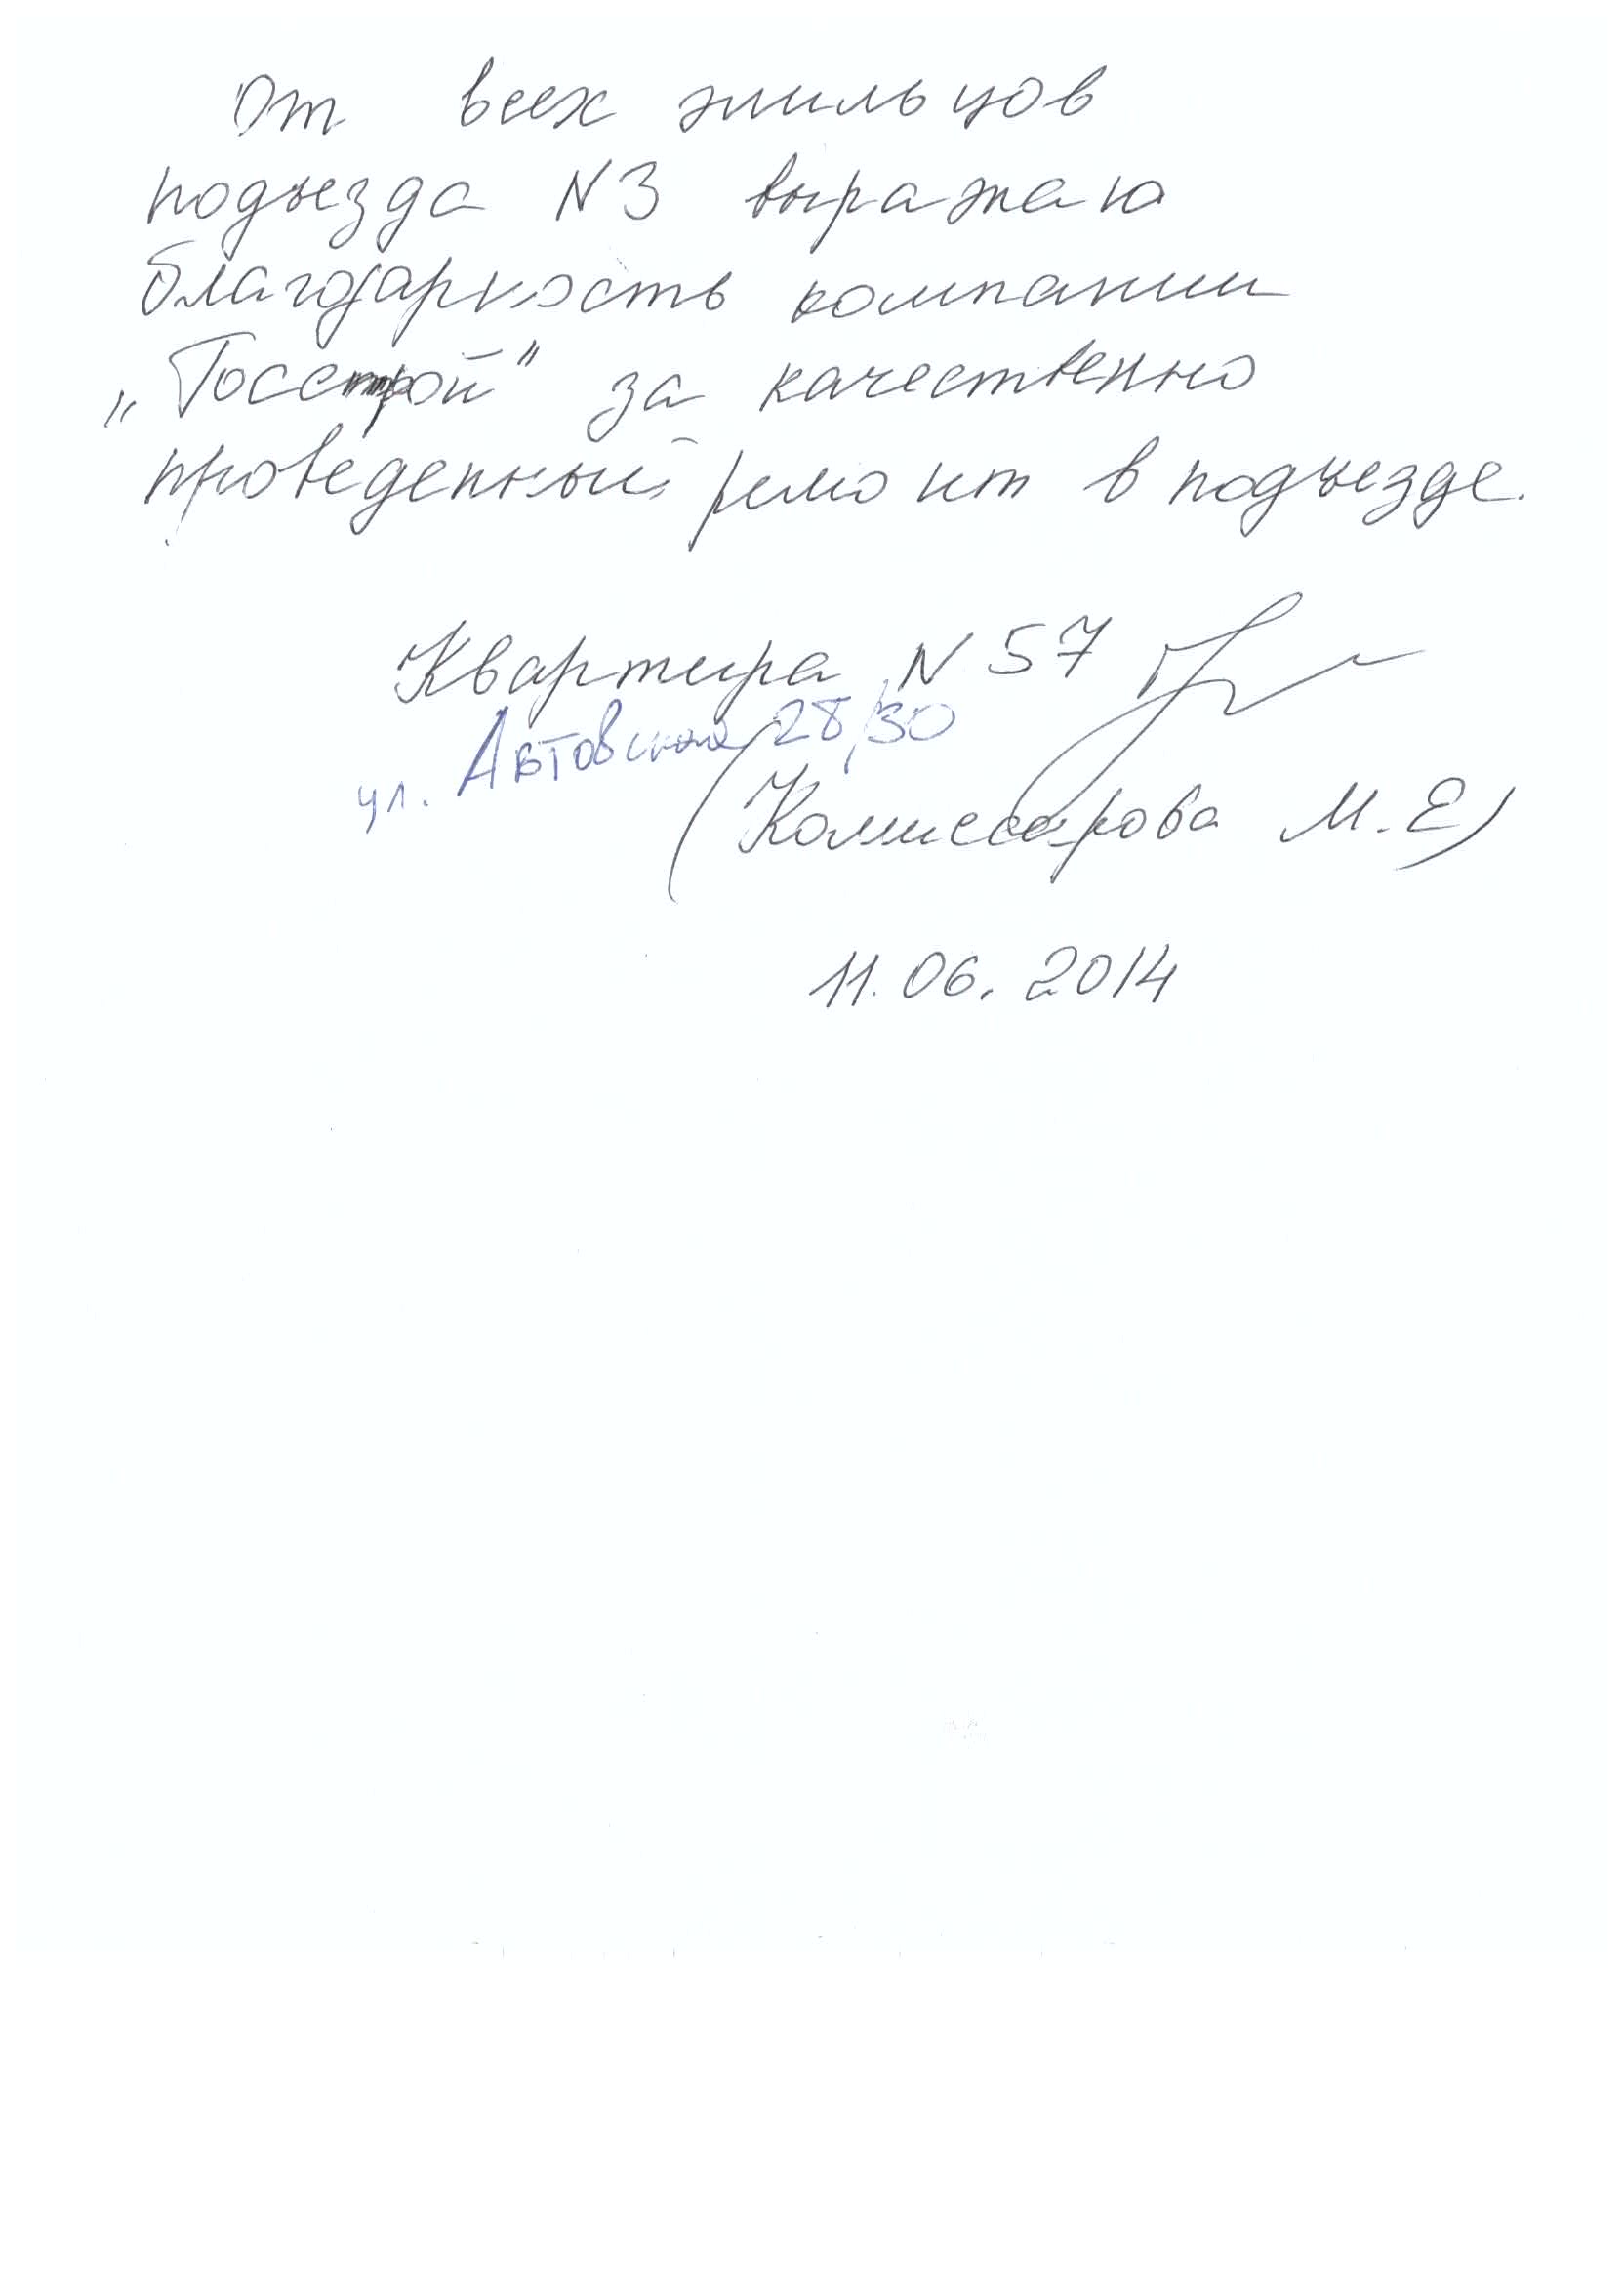 От всех жильцов
подъезда N3 выражаю
благодарность компании
„Госстрой" за качественно
проведенный ремонт в подъезде.
Квартира N 57
ул. Автовская 28/30
(Комиссарова М.Е)
11.06.2014